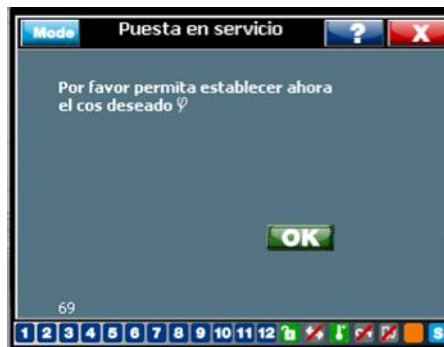 Mode Puesta en servicio ? X
Por favor permita establecer ahora
el cos deseado φ
OK
69
1 2 3 4 5 6 7 8 9 10 11 12 S